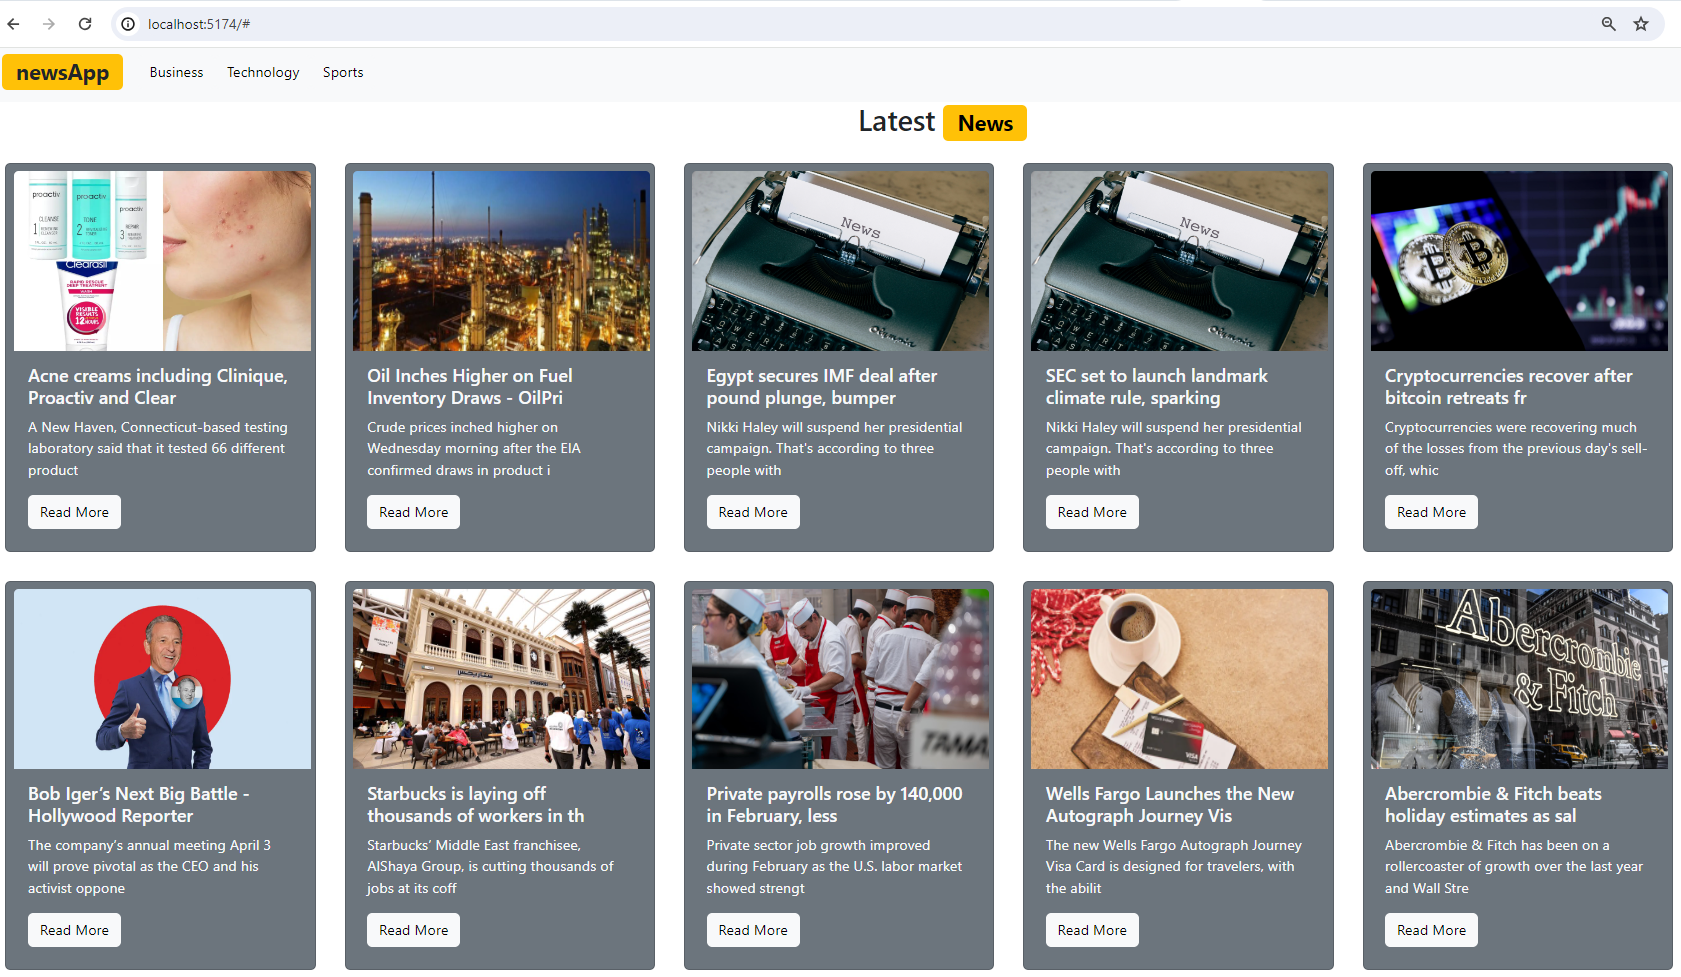 localhost:5174/#
newsApp
Business
Technology
Sports
Latest News
proactiv
proactiv
proactiv
CLEANSE
TONE
REPAIR
1
2
3
Clearasil
RAPID RESCUE
DEEP TREATMENT
VISIBLE
RESULTS
12 HOURS
Acne creams including Clinique,
Proactiv and Clear
A New Haven, Connecticut-based testing
laboratory said that it tested 66 different
product
Read More
Oil Inches Higher on Fuel
Inventory Draws - OilPri
Crude prices inched higher on
Wednesday morning after the EIA
confirmed draws in product i
Read More
News
Olympia
Egypt secures IMF deal after
pound plunge, bumper
Nikki Haley will suspend her presidential
campaign. That's according to three
people with
Read More
News
Olympia
SEC set to launch landmark
climate rule, sparking
Nikki Haley will suspend her presidential
campaign. That's according to three
people with
Read More
Cryptocurrencies recover after
bitcoin retreats fr
Cryptocurrencies were recovering much
of the losses from the previous day's sell-
off, whic
Read More
Bob Iger’s Next Big Battle -
Hollywood Reporter
The company’s annual meeting April 3
will prove pivotal as the CEO and his
activist oppone
Read More
Starbucks is laying off
thousands of workers in th
Starbucks’ Middle East franchisee,
AlShaya Group, is cutting thousands of
jobs at its coff
Read More
TAMA
Private payrolls rose by 140,000
in February, less
Private sector job growth improved
during February as the U.S. labor market
showed strengt
Read More
VISA
Wells Fargo Launches the New
Autograph Journey Vis
The new Wells Fargo Autograph Journey
Visa Card is designed for travelers, with
the abilit
Read More
Abercrombie
& Fitch
Abercrombie & Fitch beats
holiday estimates as sal
Abercrombie & Fitch has been on a
rollercoaster of growth over the last year
and Wall Stre
Read More